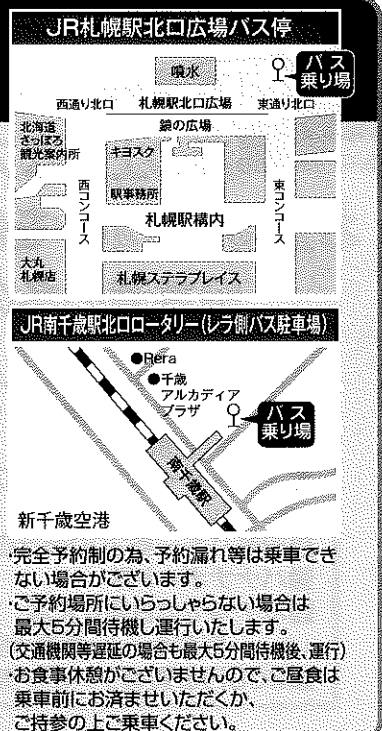 JR札幌駅北口広場バス停
噴水
バス
乗り場
西通り北口
札幌駅北口広場
東通り北口
鏡の広場
北海道
さっぽろ
観光案内所
キヨスク
駅事務所
西コンコース
東コンコース
札幌駅構内
大丸
札幌店
札幌ステラプレイス
JR南千歳駅北口ロータリー(レラ側バス駐車場)
●Rera
●千歳
アルカディア
プラザ
バス
乗り場
南千歳駅
新千歳空港
・完全予約制の為、予約漏れ等は乗車でき
ない場合がございます。
・ご予約場所にいらっしゃらない場合は
最大5分間待機し運行いたします。
(交通機関等遅延の場合も最大5分間待機後、運行)
・お食事休憩がございませんので、ご昼食は
乗車前にお済ませいただくか、
ご持参の上ご乗車ください。